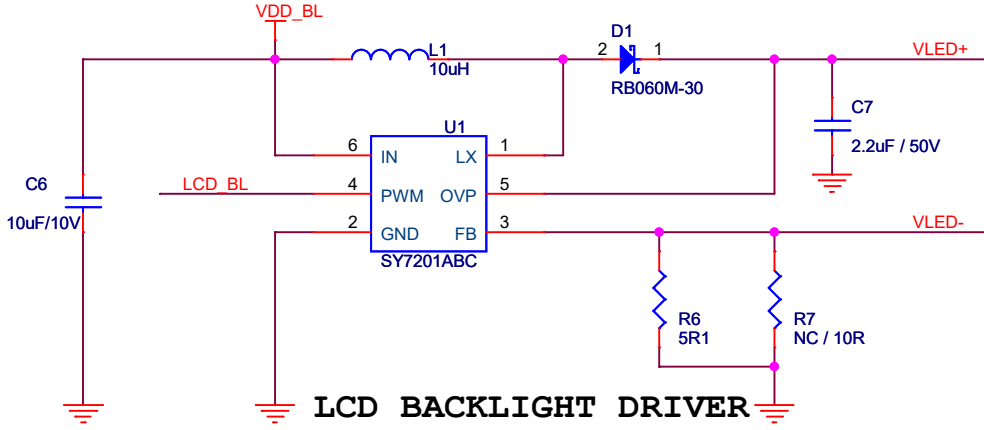 VDD_BL
L1
10uH
D1
2
1
RB060M-30
VLED+
C7
2.2uF / 50V
U1
6
IN
LX
1
C6
10uF/10V
LCD_BL
4
PWM
OVP
5
2
GND
FB
3
VLED-
SY7201ABC
R6
5R1
R7
NC / 10R
LCD BACKLIGHT DRIVER